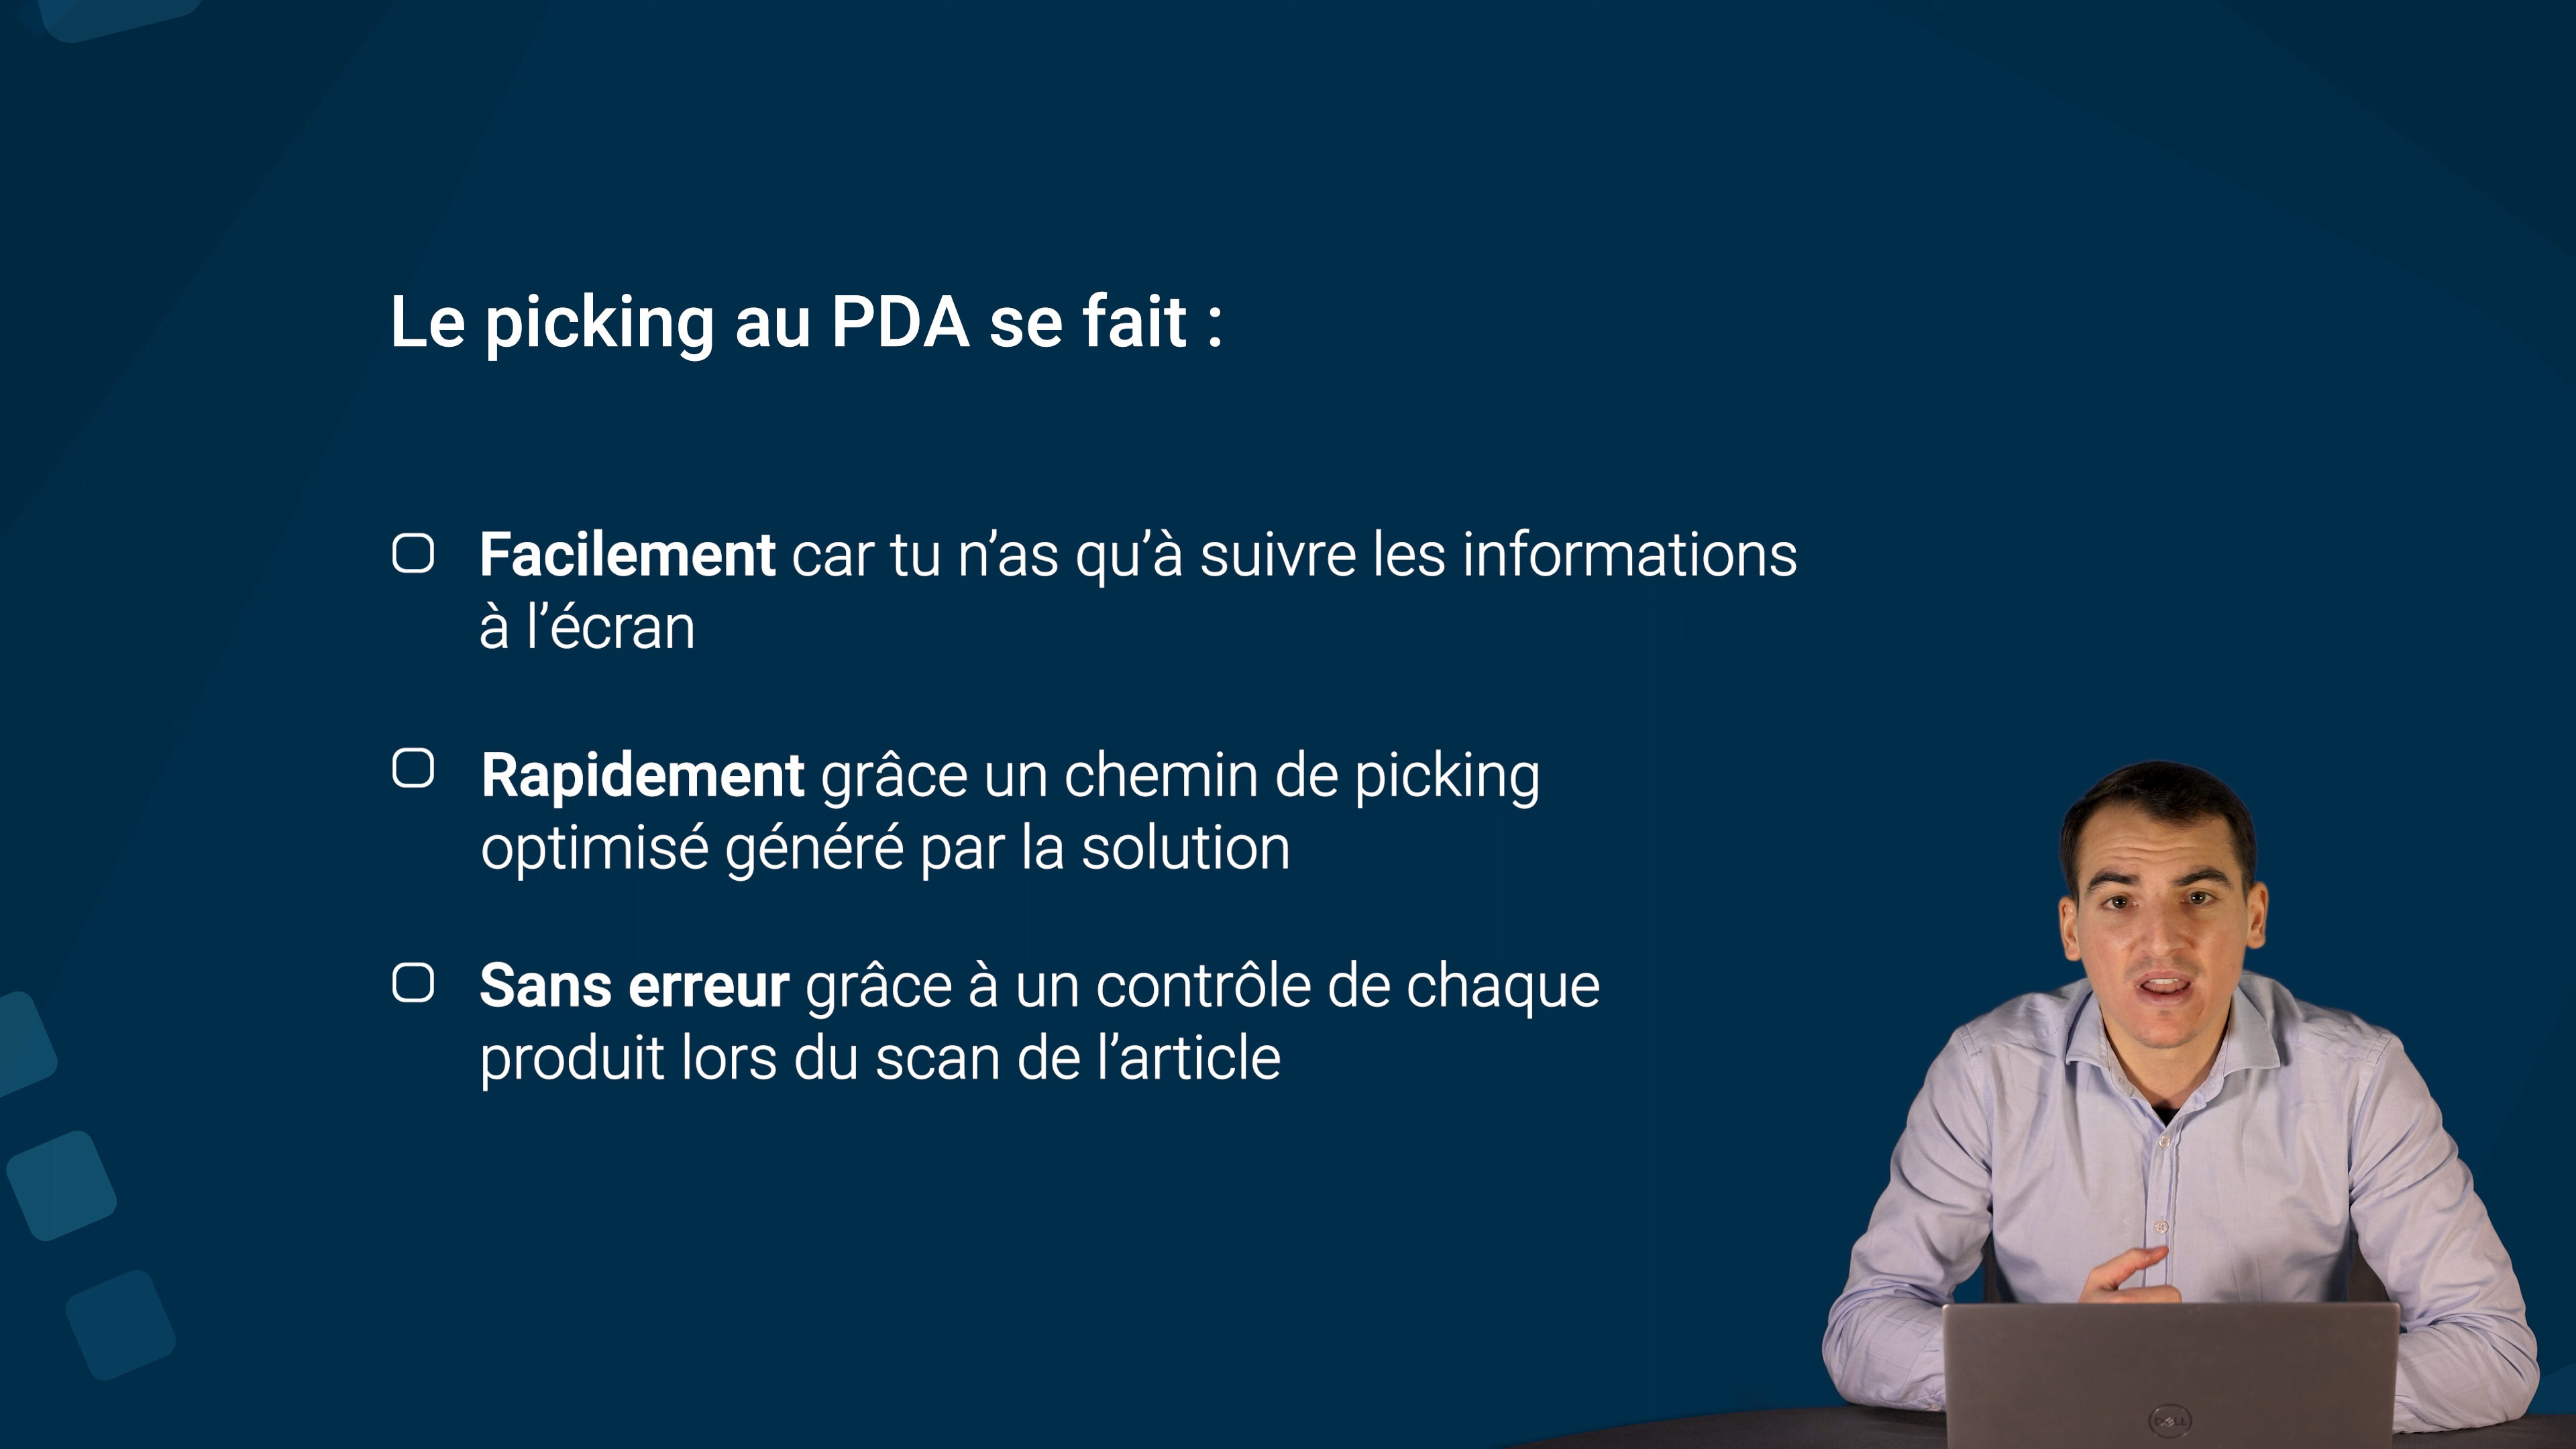 Le picking au PDA se fait :
Facilement car tu n’as qu’à suivre les informations
à l’écran
Rapidement grâce un chemin de picking
optimisé généré par la solution
Sans erreur grâce à un contrôle de chaque
produit lors du scan de l’article
DELL